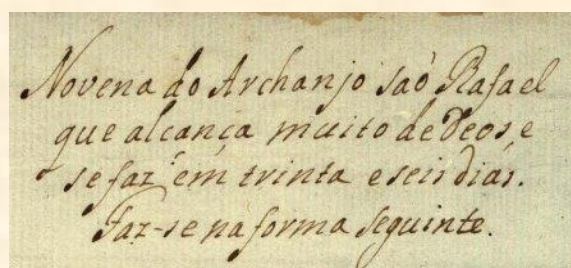 Novena do Archanjo saõ Rafael
que alcança muito de Deos e
se faz em trinta e seis dias.
Faz-se na forma seguinte.